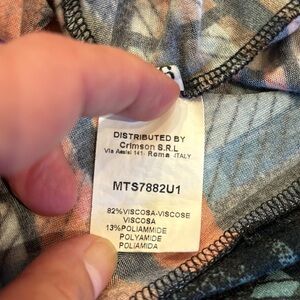 DISTRIBUTED BY
Crimson S.R.L
Via Assisi 141- Roma ITALY
MTS7882U1
82%VISCOSA-VISCOSE
VISCOSA
13%POLIAMMIDE
POLYAMIDE
POLIAMIDA